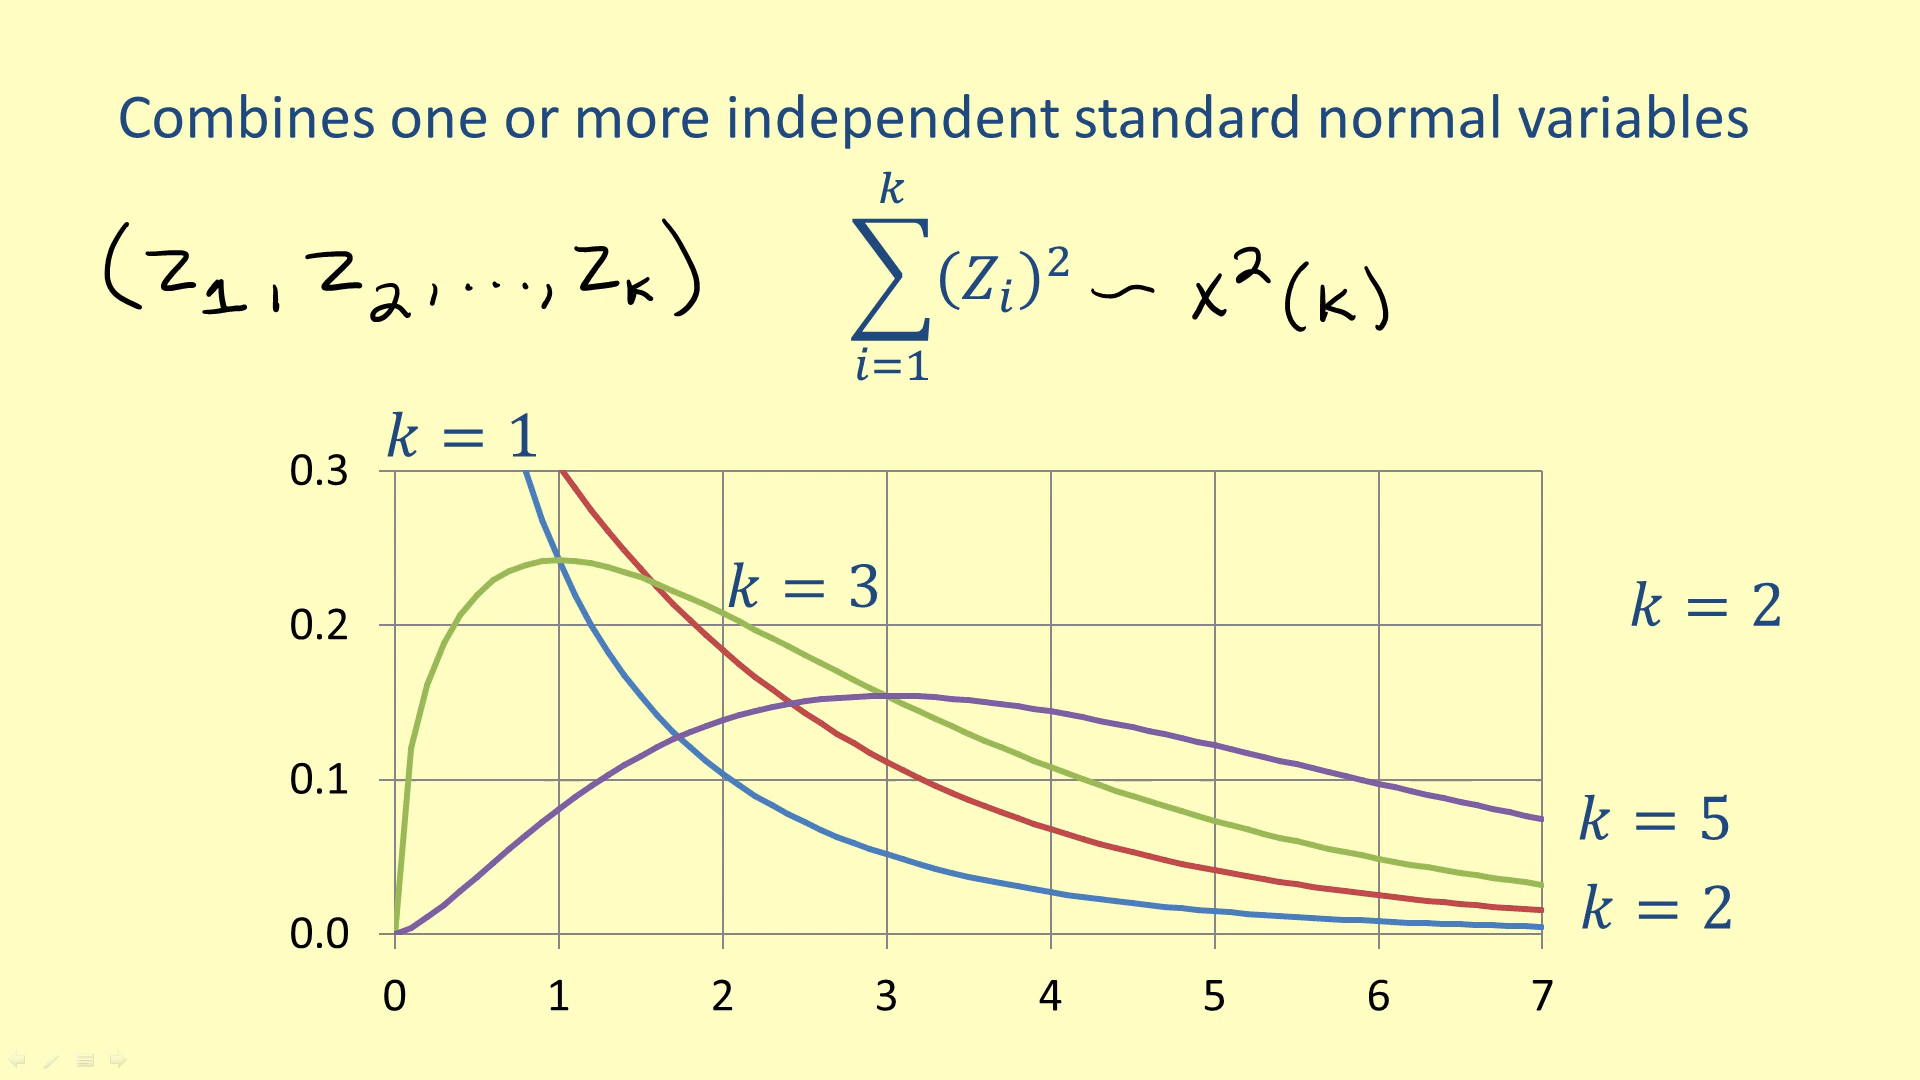 Combines one or more independent standard normal variables
(Z₁, Z₂, ..., Zₖ)
k
∑ (Zᵢ)² ~ x²(k)
i=1
k = 1
0.3
k = 3
k = 2
0.2
0.1
k = 5
k = 2
0.0
0 1 2 3 4 5 6 7